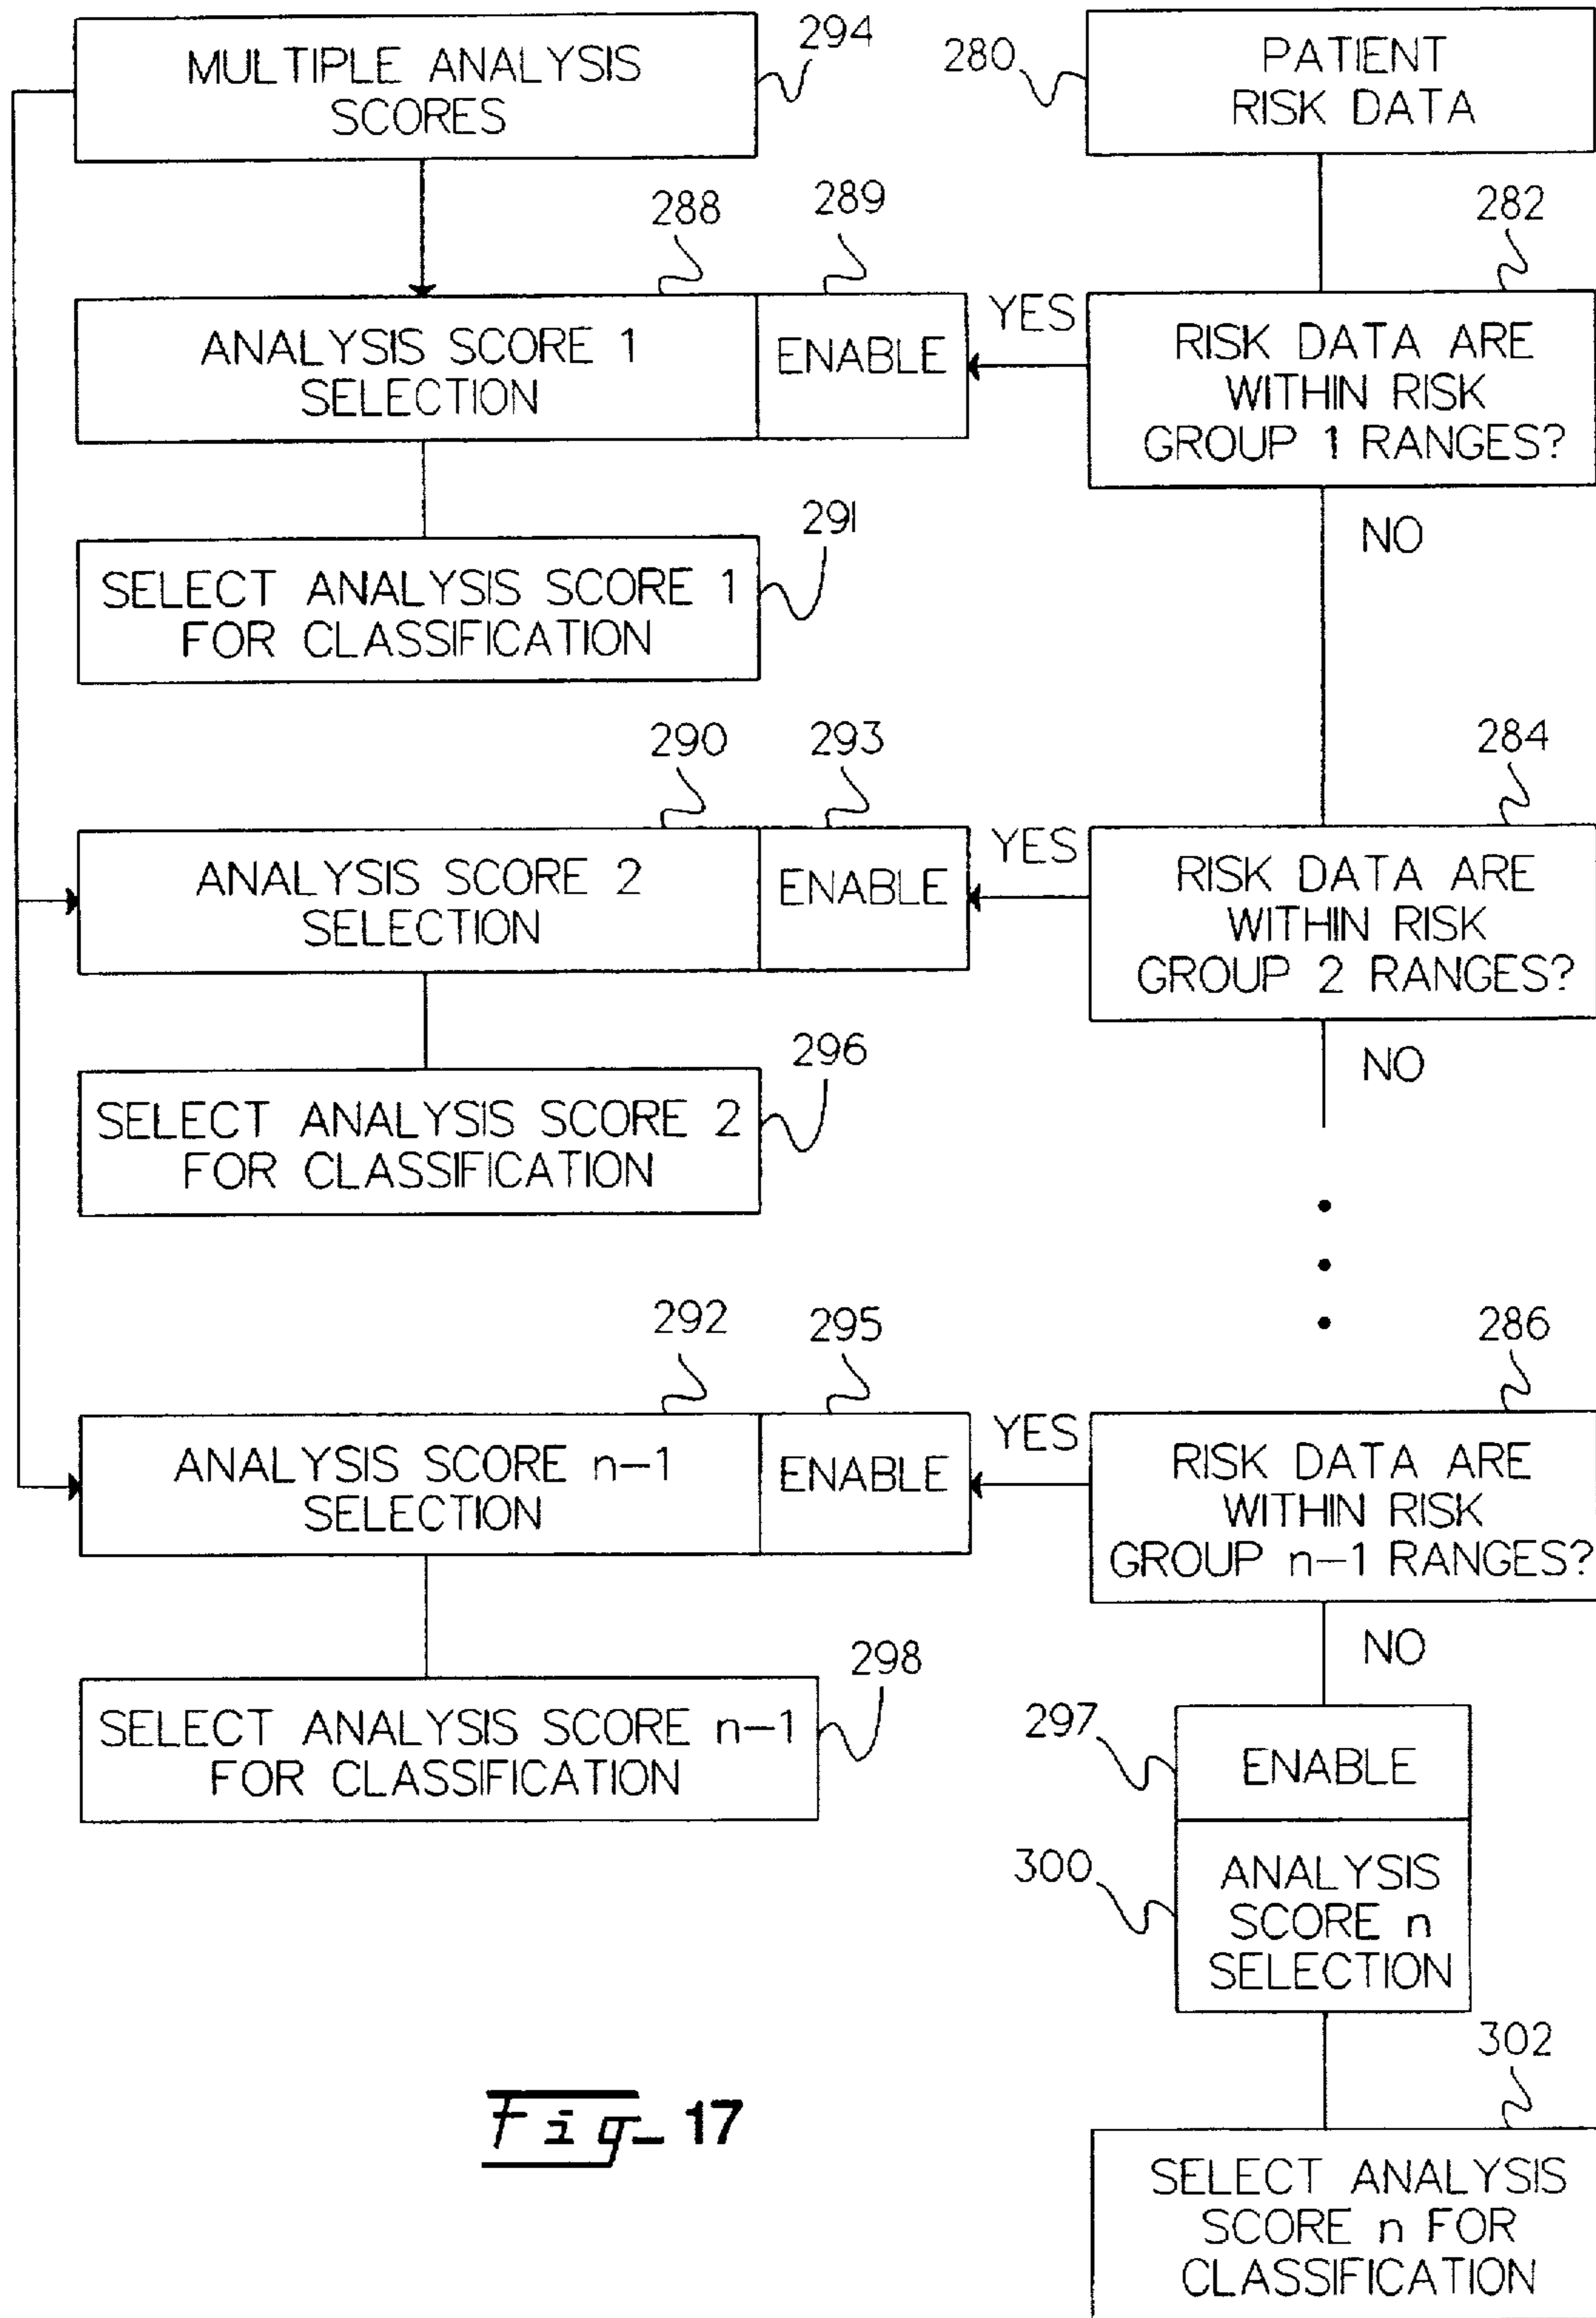 MULTIPLE ANALYSIS
SCORES
294
280
PATIENT
RISK DATA
288
289
282
ANALYSIS SCORE 1
SELECTION
ENABLE
YES
RISK DATA ARE
WITHIN RISK
GROUP 1 RANGES?
NO
291
SELECT ANALYSIS SCORE 1
FOR CLASSIFICATION
290
293
284
ANALYSIS SCORE 2
SELECTION
ENABLE
YES
RISK DATA ARE
WITHIN RISK
GROUP 2 RANGES?
NO
296
SELECT ANALYSIS SCORE 2
FOR CLASSIFICATION
292
295
286
ANALYSIS SCORE n-1
SELECTION
ENABLE
YES
RISK DATA ARE
WITHIN RISK
GROUP n-1 RANGES?
NO
298
SELECT ANALYSIS SCORE n-1
FOR CLASSIFICATION
297
ENABLE
300
ANALYSIS
SCORE n
SELECTION
302
SELECT ANALYSIS
SCORE n FOR
CLASSIFICATION
Fig-17